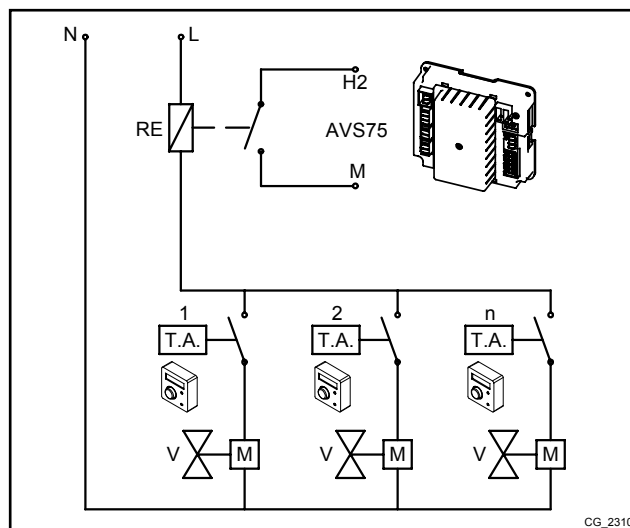 N L
H2
RE AVS75
M
1 2 n
T.A. T.A. T.A.
V M V M V M
CG_2310